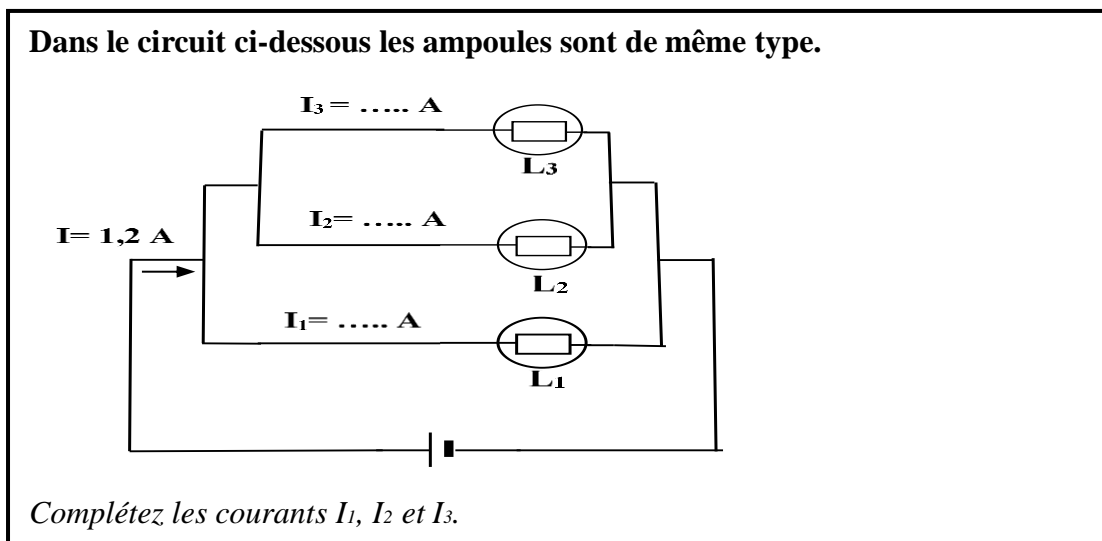 Dans le circuit ci-dessous les ampoules sont de même type.
I₃ = ..... A
L₃
I₂= ..... A
I= 1,2 A
L₂
I₁= ..... A
L₁
Complétez les courants I₁, I₂ et I₃.